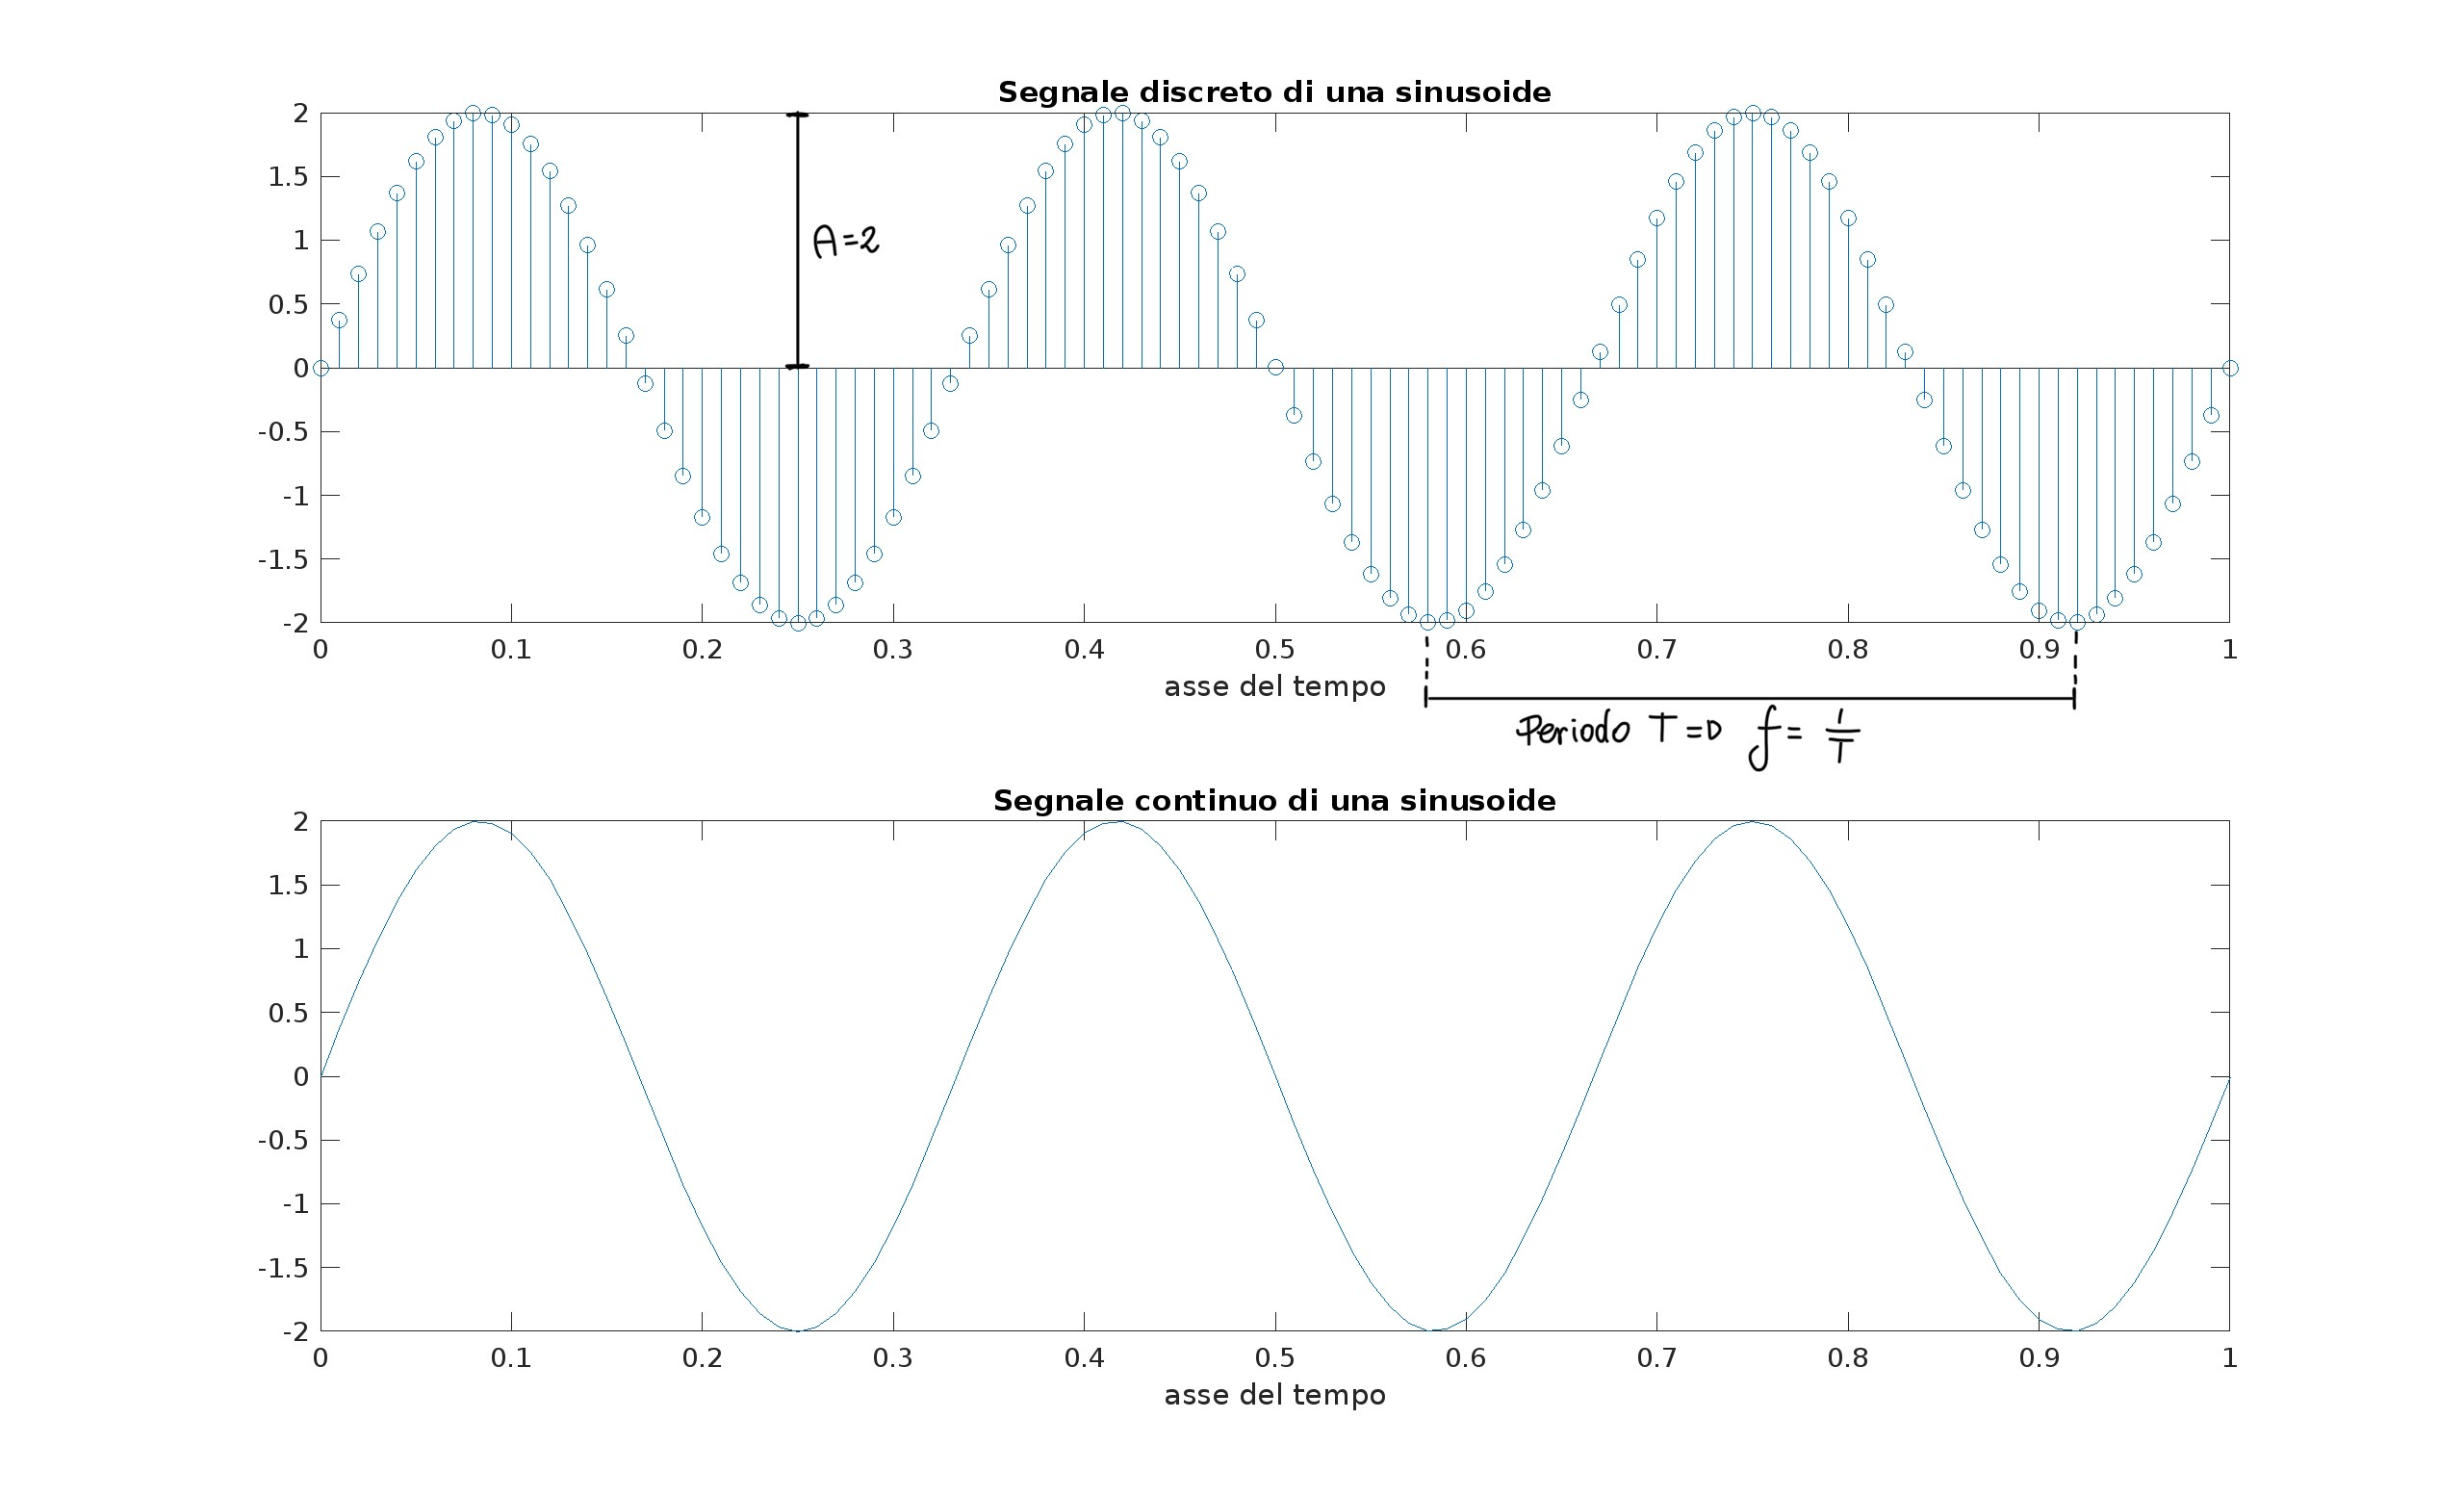 Segnale discreto di una sinusoide
2
1.5
1
0.5
0
-0.5
-1
-1.5
-2
A=2
0 0.1 0.2 0.3 0.4 0.5 0.6 0.7 0.8 0.9 1
asse del tempo
Periodo T => f = 1/T
Segnale continuo di una sinusoide
2
1.5
1
0.5
0
-0.5
-1
-1.5
-2
0 0.1 0.2 0.3 0.4 0.5 0.6 0.7 0.8 0.9 1
asse del tempo